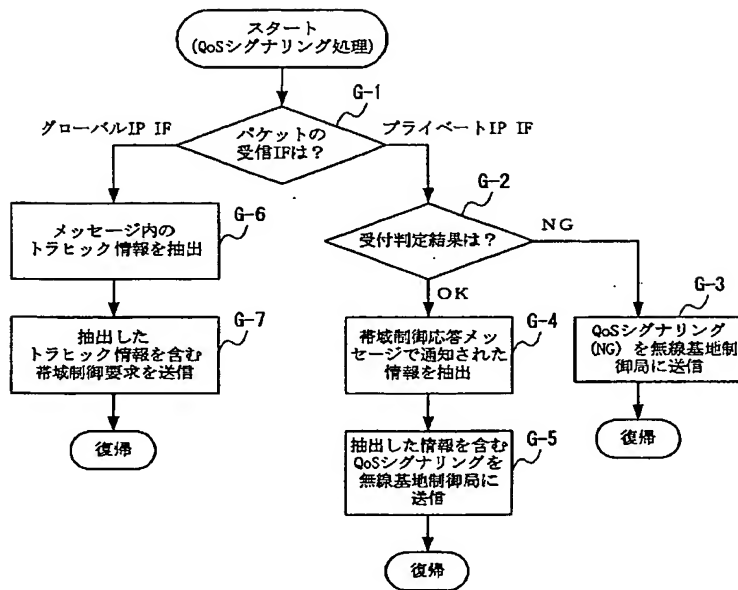 スタート
(QoSシグナリング処理)
G-1
グローバルIP IF
パケットの
受信IFは？
プライベートIP IF
G-2
G-6
メッセージ内の
トラヒック情報を抽出
受付判定結果は？
NG
OK
G-3
G-7
抽出した
トラヒック情報を含む
帯域制御要求を送信
G-4
帯域制御応答メッ
セージで通知された
情報を抽出
QoSシグナリング
(NG) を無線基地制
御局に送信
復帰
G-5
抽出した情報を含む
QoSシグナリングを
無線基地制御局に
送信
復帰
復帰